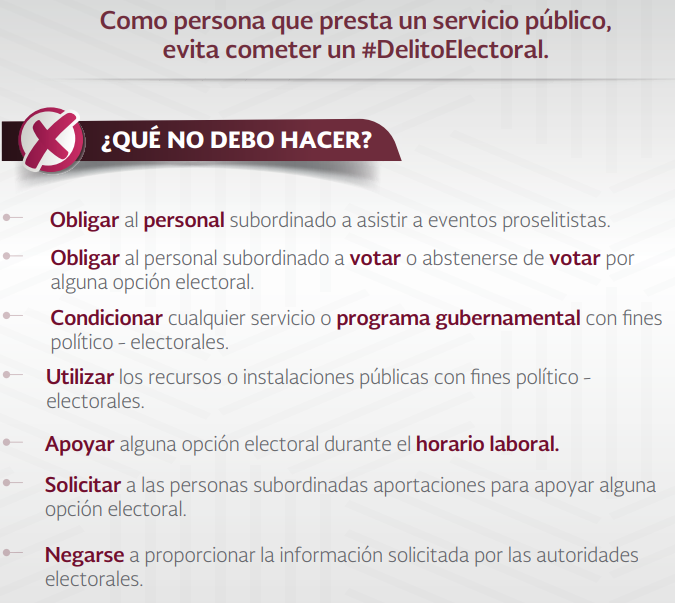 Como persona que presta un servicio público,
evita cometer un #DelitoElectoral.
¿QUÉ NO DEBO HACER?
Obligar al personal subordinado a asistir a eventos proselitistas.
Obligar al personal subordinado a votar o abstenerse de votar por
alguna opción electoral.
Condicionar cualquier servicio o programa gubernamental con fines
político - electorales.
Utilizar los recursos o instalaciones públicas con fines político -
electorales.
Apoyar alguna opción electoral durante el horario laboral.
Solicitar a las personas subordinadas aportaciones para apoyar alguna
opción electoral.
Negarse a proporcionar la información solicitada por las autoridades
electorales.